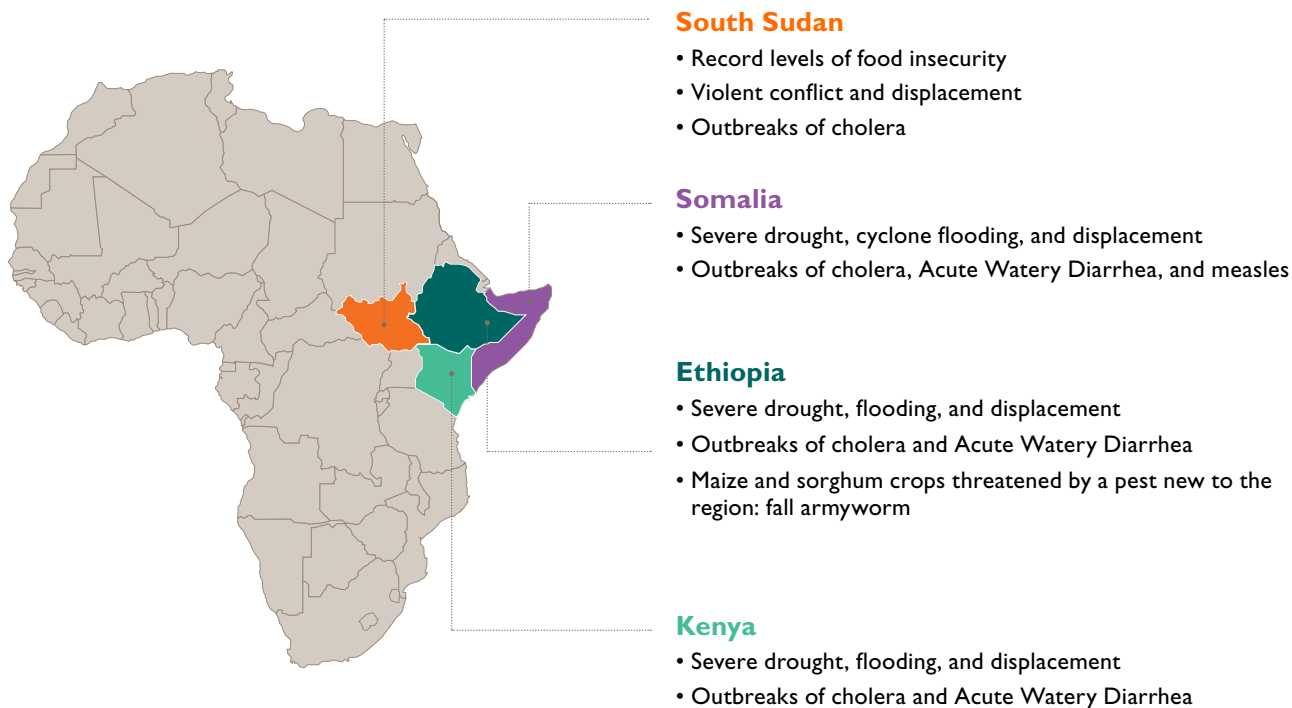 South Sudan
• Record levels of food insecurity
• Violent conflict and displacement
• Outbreaks of cholera
Somalia
• Severe drought, cyclone flooding, and displacement
• Outbreaks of cholera, Acute Watery Diarrhea, and measles
Ethiopia
• Severe drought, flooding, and displacement
• Outbreaks of cholera and Acute Watery Diarrhea
• Maize and sorghum crops threatened by a pest new to the
region: fall armyworm
Kenya
• Severe drought, flooding, and displacement
• Outbreaks of cholera and Acute Watery Diarrhea